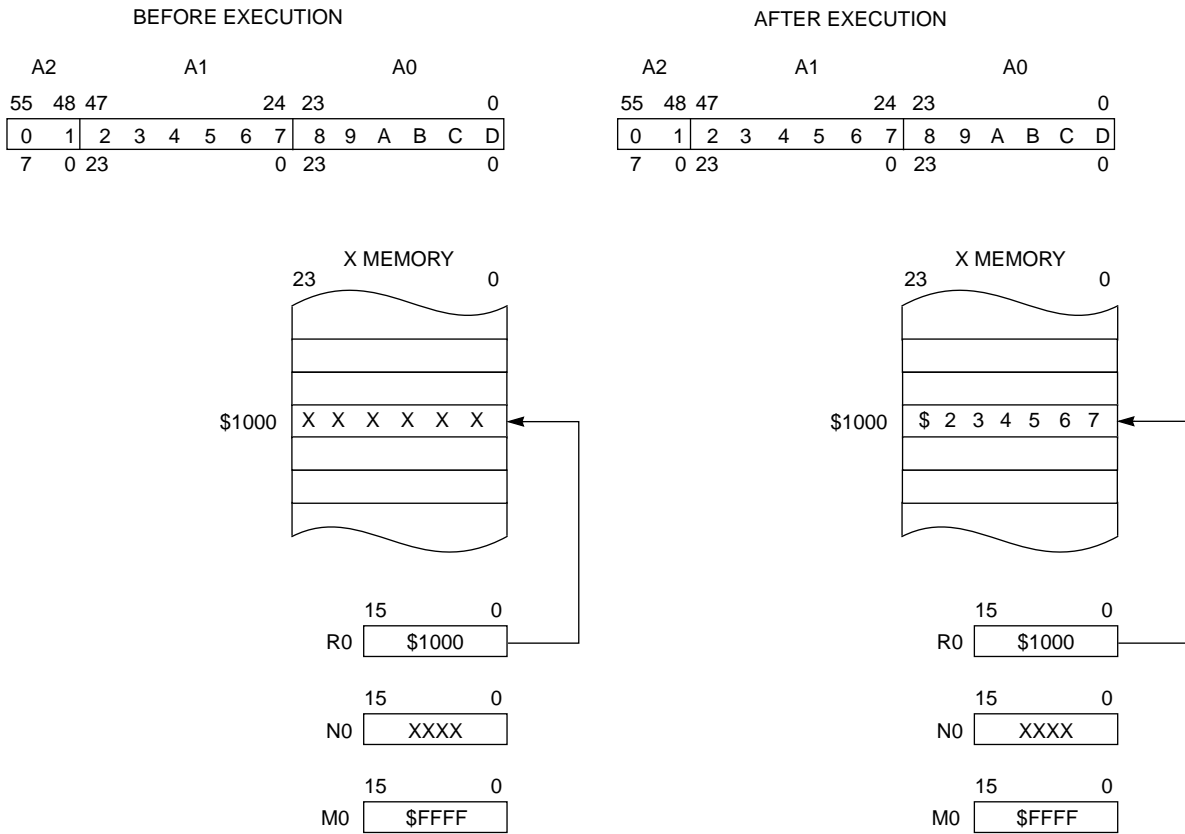 BEFORE EXECUTION
A2 A1 A0
55 48 47 24 23 0
0 1 2 3 4 5 6 7 8 9 A B C D
7 0 23 0 23 0
X MEMORY
23 0
$1000 X X X X X X
15 0
R0 $1000
15 0
N0 XXXX
15 0
M0 $FFFF
AFTER EXECUTION
A2 A1 A0
55 48 47 24 23 0
0 1 2 3 4 5 6 7 8 9 A B C D
7 0 23 0 23 0
X MEMORY
23 0
$1000 $ 2 3 4 5 6 7
15 0
R0 $1000
15 0
N0 XXXX
15 0
M0 $FFFF